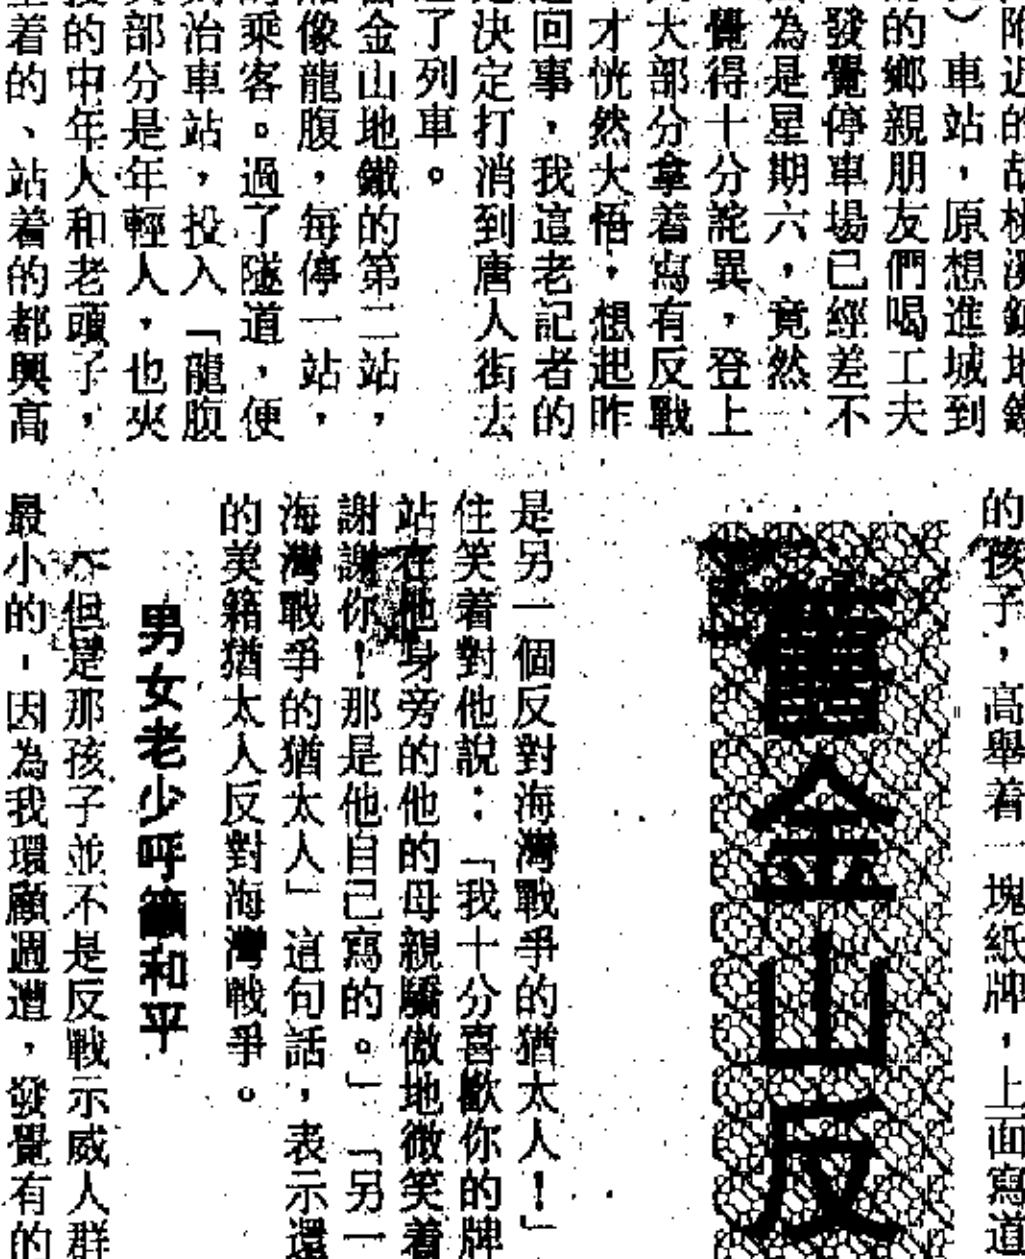 附近的胡桃溪鎮地鐵
）車站，原想進城到
的鄉親朋友們喝工夫
發覺停車場已經差不
為是星期六，竟然
覺得十分詫異，登上
大部分拿着寫有反戰
才恍然大悟，想起昨
回事，我這老記者的
決定打消到唐人街去
了列車。
金山地鐵的第二站，
像龍腹，每停一站，
乘客。過了隧道，便
治車站，投入「龍腹
部分是年輕人，也夾
的中年人和老頭子，
着的、站着的都興高
的孩子，高舉着一塊紙牌，上面寫道
舊金山反
是另一個反對海灣戰爭的猶太人！」
住笑着對他說：「我十分喜歡你的牌
站在他身旁的他的母親驕傲地微笑着
謝謝你！那是他自己寫的。」「另一
海灣戰爭的猶太人」這句話，表示還
的美籍猶太人反對海灣戰爭。
男女老少呼籲和平
不但是那孩子並不是反戰示威人群
最小的，因為我環顧週遭，發覺有的